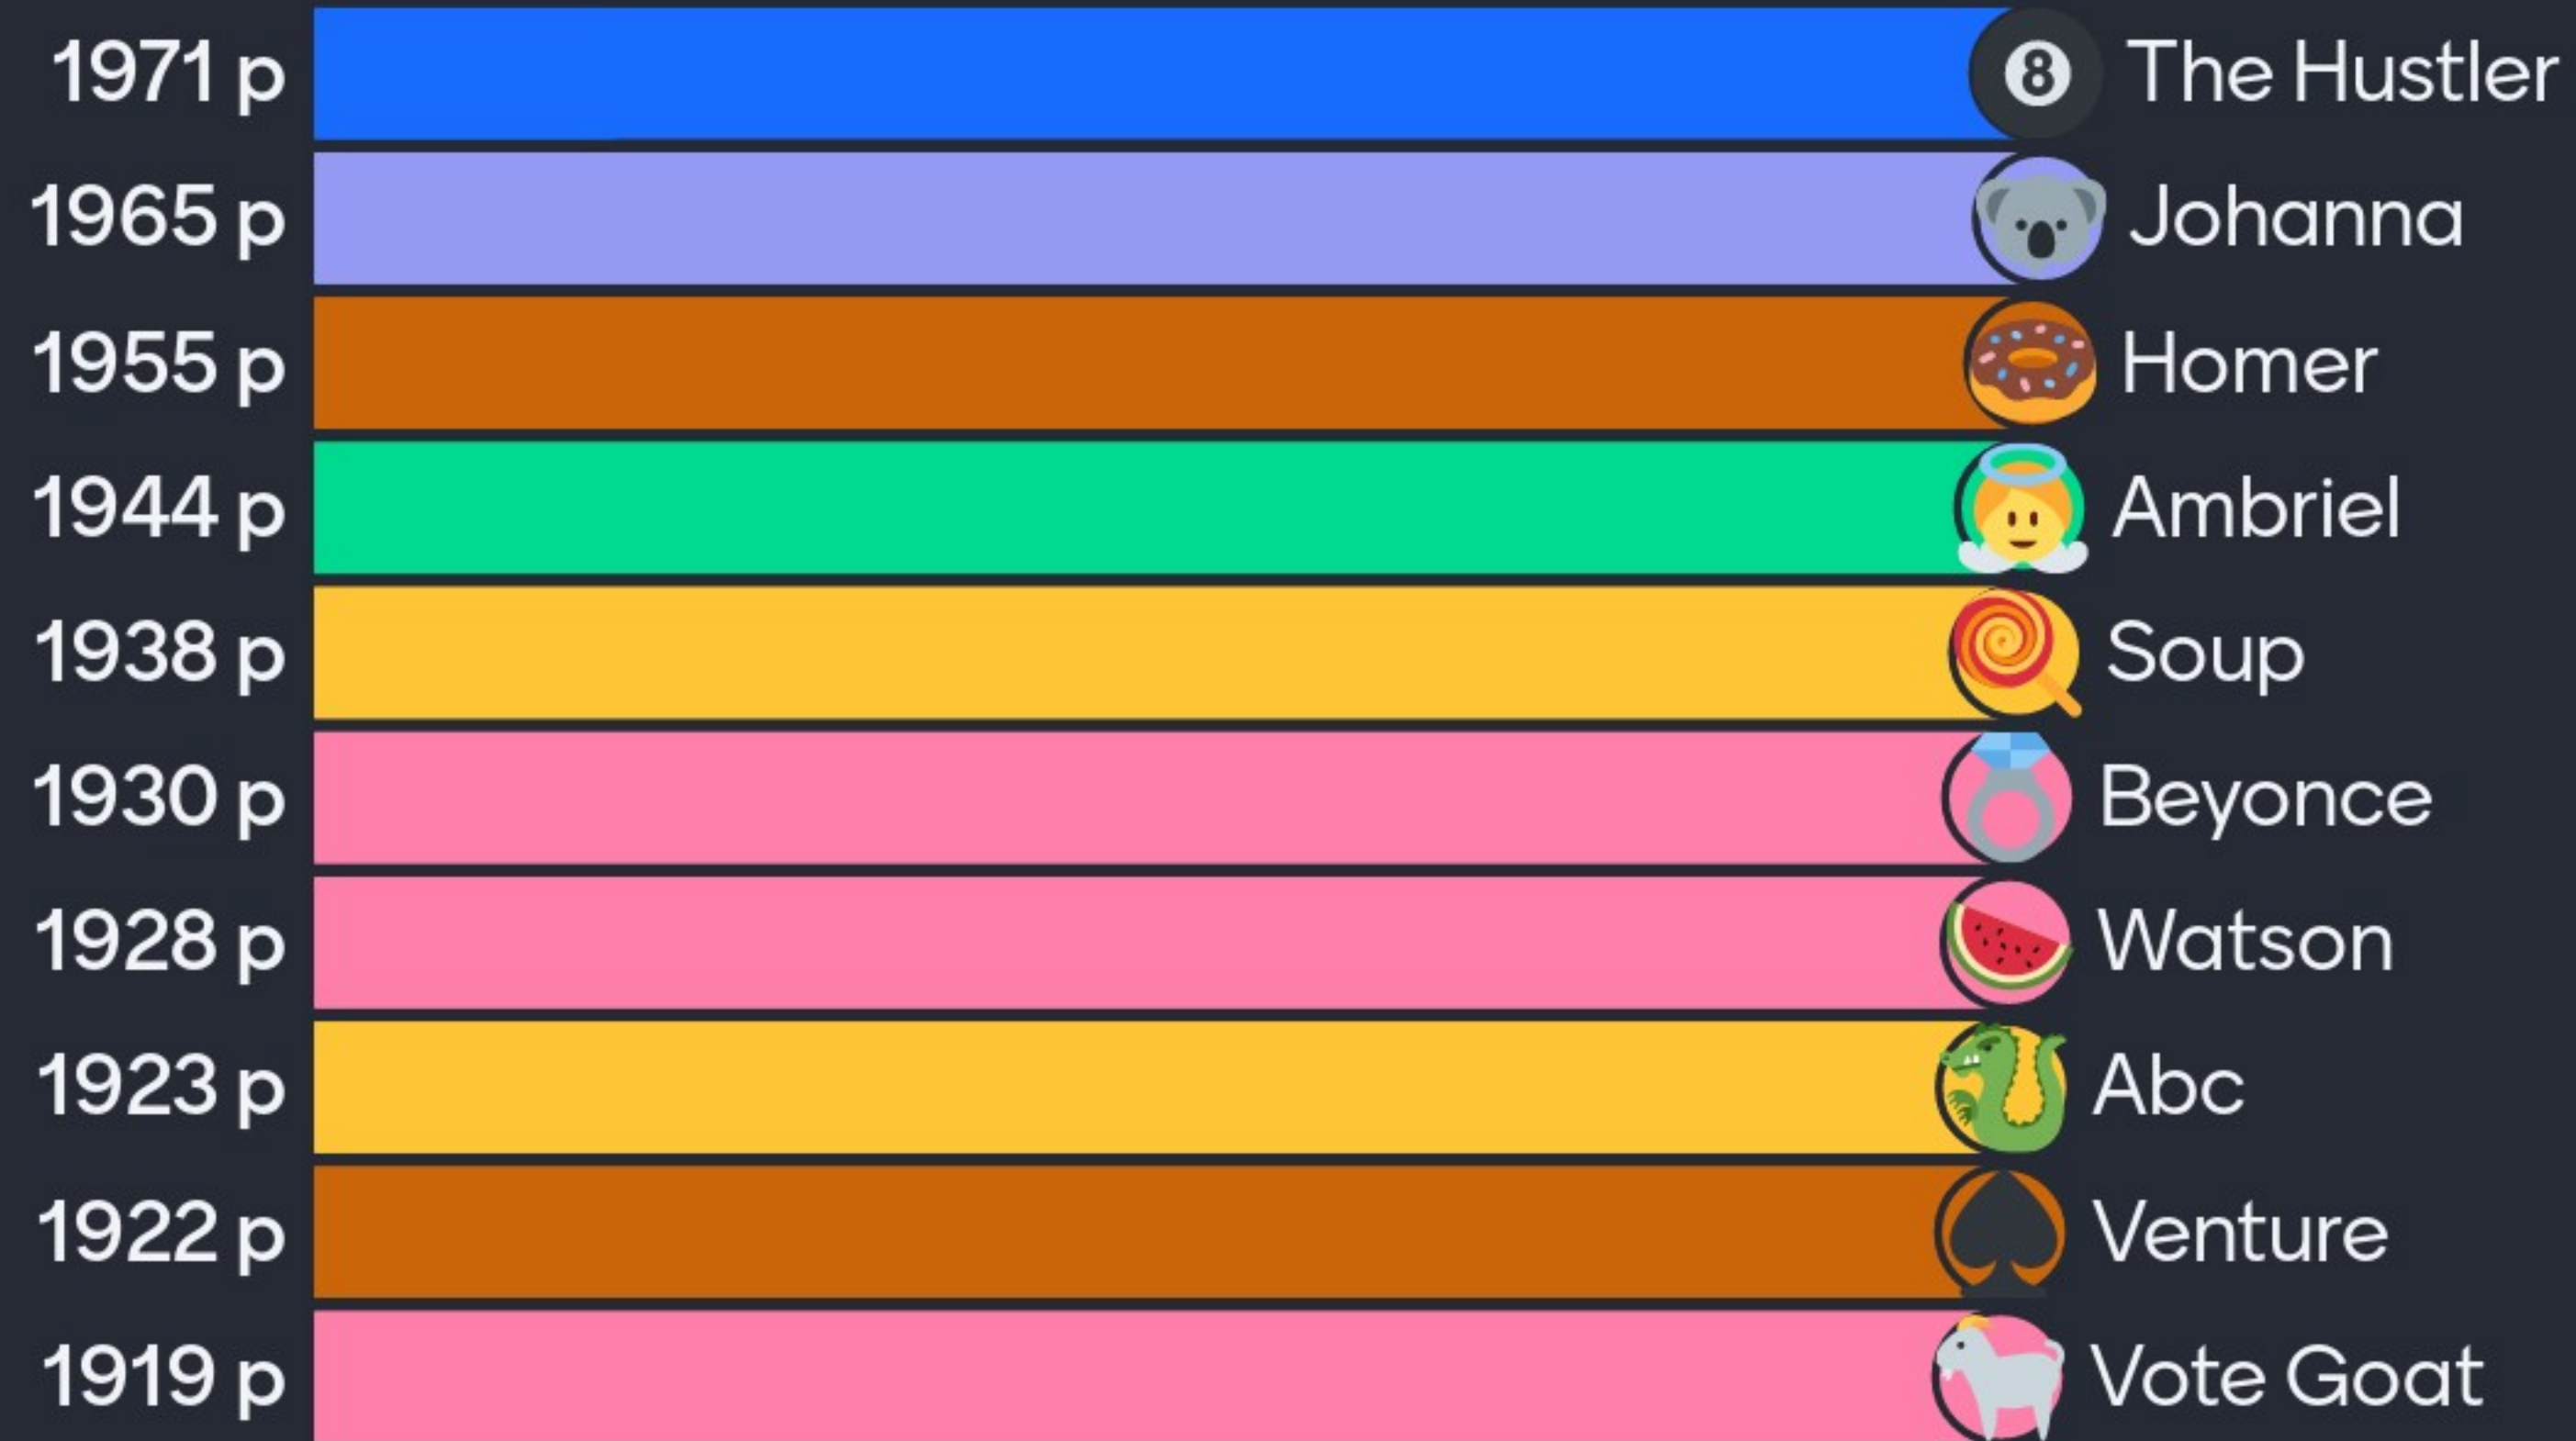 1971 p 8 The Hustler
1965 p Johanna
1955 p Homer
1944 p Ambriel
1938 p Soup
1930 p Beyonce
1928 p Watson
1923 p Abc
1922 p Venture
1919 p Vote Goat